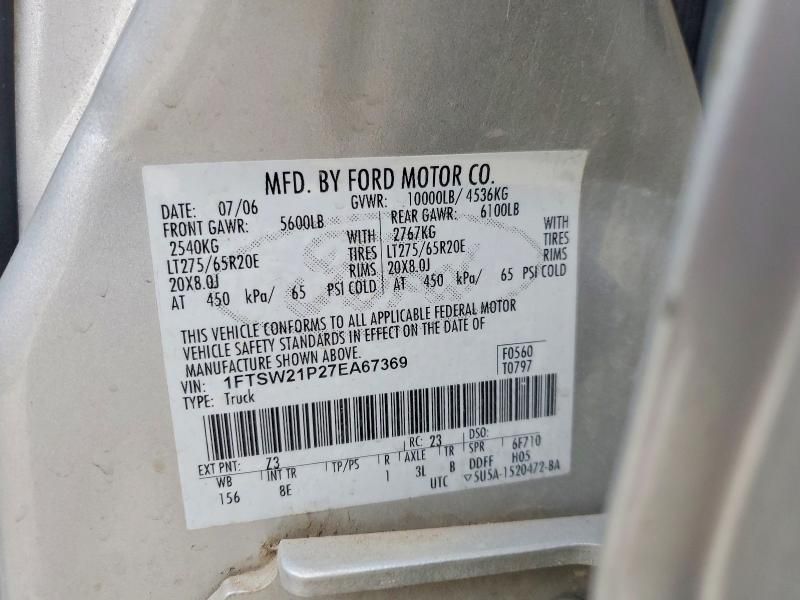 MFD. BY FORD MOTOR CO.
DATE: 07/06 GVWR: 10000LB/ 4536KG
FRONT GAWR: 5600LB REAR GAWR: 6100LB
2540KG WITH 2767KG WITH
LT275/65R20E TIRES LT275/65R20E TIRES
20X8.0J RIMS 20X8.0J RIMS
AT 450 kPa/ 65 PSI COLD AT 450 kPa/ 65 PSI COLD
THIS VEHICLE CONFORMS TO ALL APPLICABLE FEDERAL MOTOR
VEHICLE SAFETY STANDARDS IN EFFECT ON THE DATE OF
MANUFACTURE SHOWN ABOVE.
VIN: 1FTSW21P27EA67369 F0560
TYPE: Truck T0797
EXT PNT: Z3 RC: 23 DSO:
WB INT TR TP/PS R AXLE TR SPR 6F710
156 8E 1 3L B DDFF H05
UTC ▽5U5A-1520472-BA